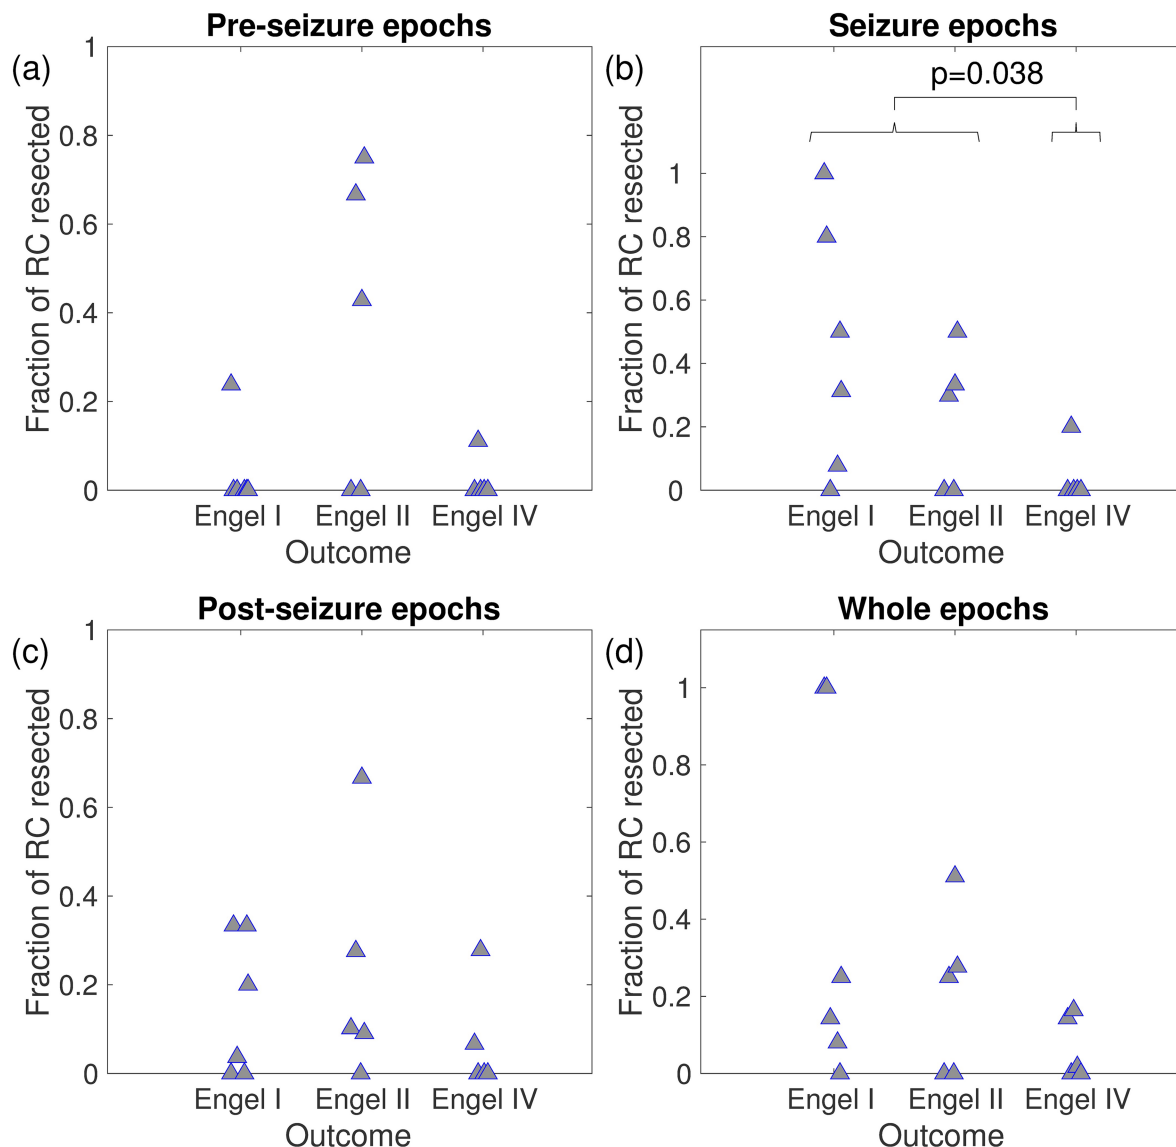 Pre-seizure epochs
(a)
Fraction of RC resected
1
0.8
0.6
0.4
0.2
0
Engel I
Engel II
Engel IV
Outcome
Seizure epochs
(b)
p=0.038
Fraction of RC resected
1
0.8
0.6
0.4
0.2
0
Engel I
Engel II
Engel IV
Outcome
Post-seizure epochs
(c)
Fraction of RC resected
1
0.8
0.6
0.4
0.2
0
Engel I
Engel II
Engel IV
Outcome
Whole epochs
(d)
Fraction of RC resected
1
0.8
0.6
0.4
0.2
0
Engel I
Engel II
Engel IV
Outcome